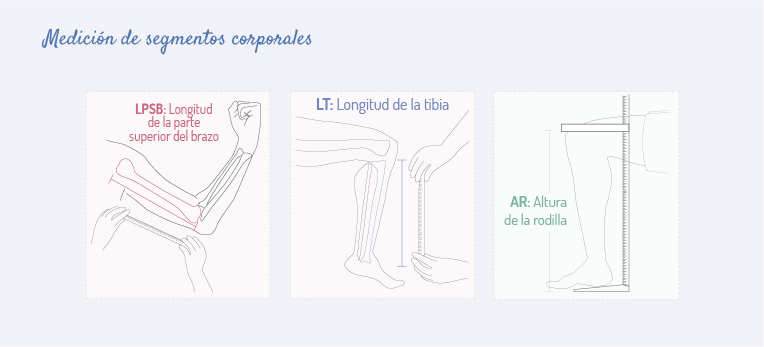 Medición de segmentos corporales
LPSB: Longitud
de la parte
superior del brazo
LT: Longitud de la tibia
AR: Altura
de la rodilla